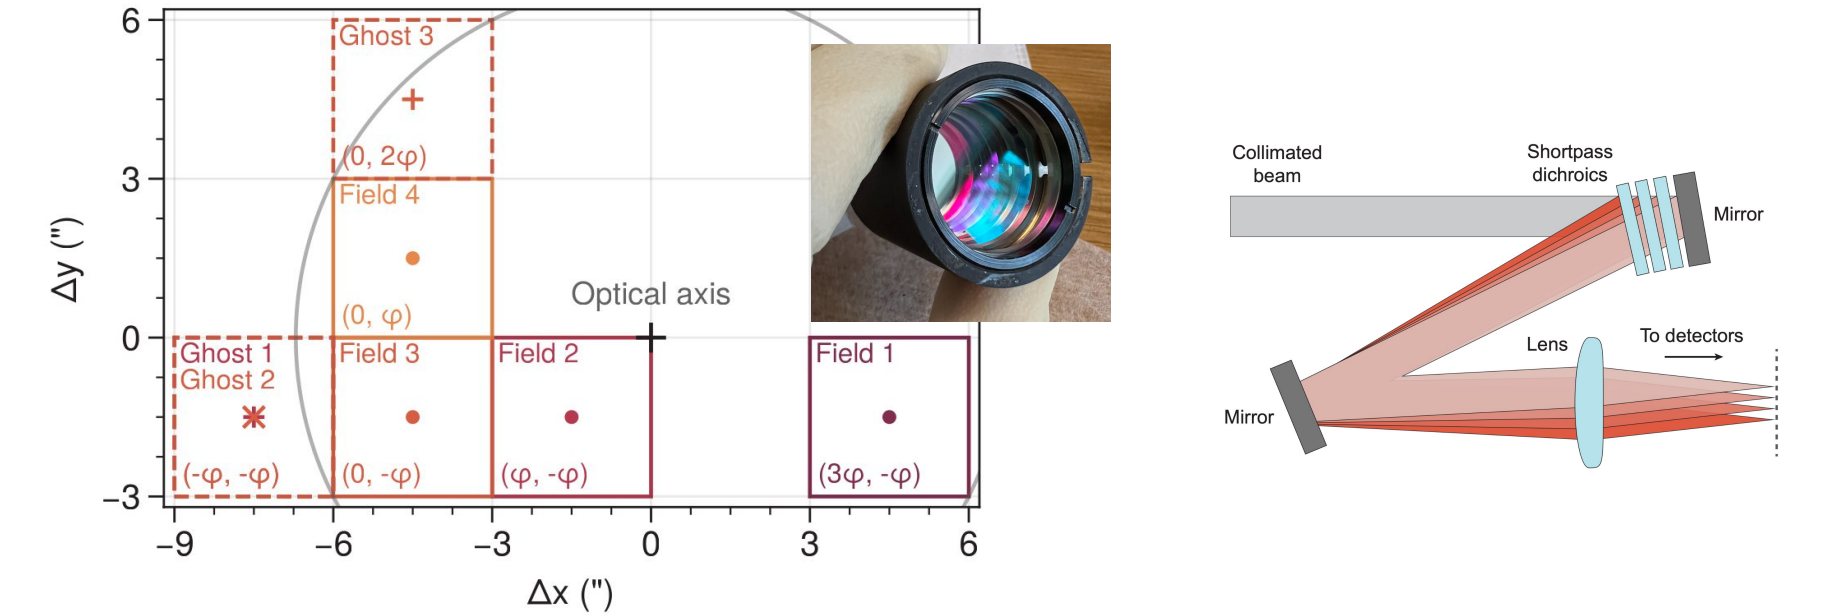 6
3
0
−3
Δy (")
Ghost 3
(0, 2φ)
Field 4
(0, φ)
Optical axis
Ghost 1
Ghost 2
(-φ, -φ)
Field 3
(0, -φ)
Field 2
(φ, -φ)
Field 1
(3φ, -φ)
−9
−6
−3
0
3
6
Δx (")
Collimated
beam
Shortpass
dichroics
Mirror
Lens
To detectors
Mirror